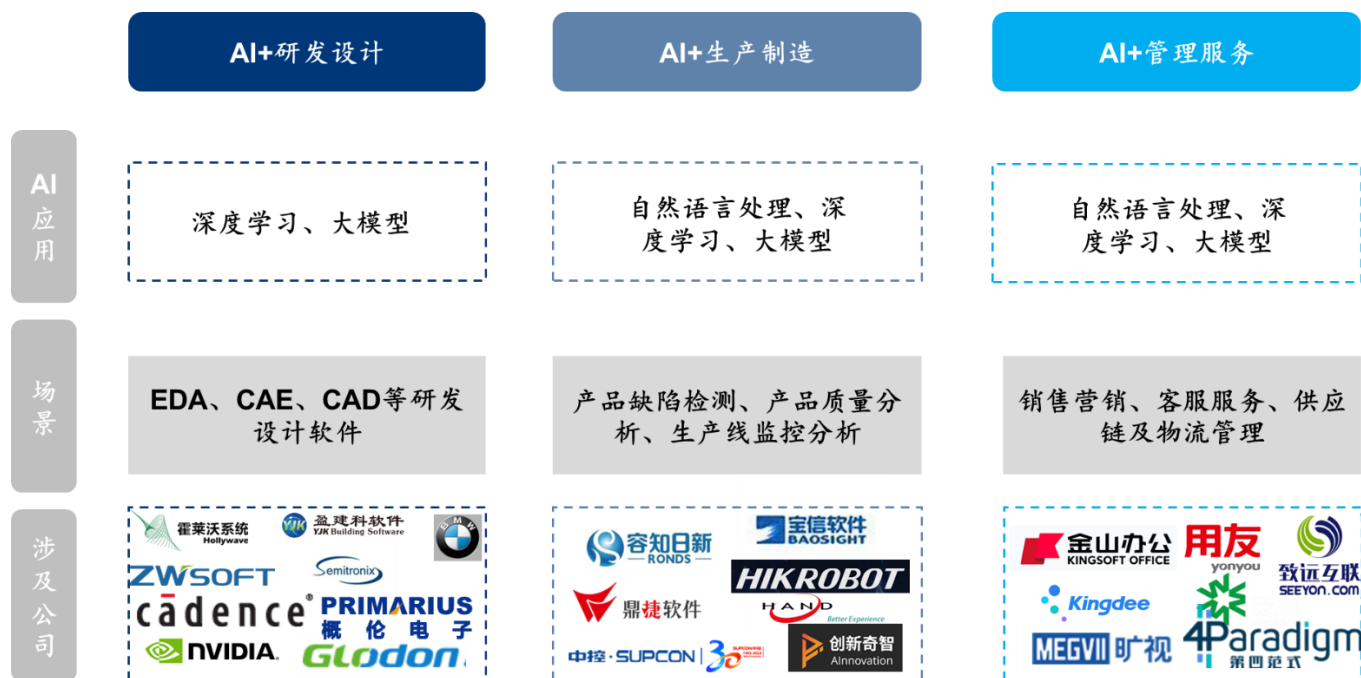 AI+研发设计
AI+生产制造
AI+管理服务
AI
应
用
深度学习、大模型
自然语言处理、深
度学习、大模型
自然语言处理、深
度学习、大模型
场
景
EDA、CAE、CAD等研发
设计软件
产品缺陷检测、产品质量分
析、生产线监控分析
销售营销、客服服务、供应
链及物流管理
涉
及
公
司
霍莱沃系统
Hollywave
YJK
盈建科软件
YJK Building Software
BMW
ZWSOFT
Semitronix
cādence®
PRIMARIUS
概伦电子
NVIDIA.
GLodon
容知日新
RONDS
宝信软件
BAOSIGHT
鼎捷软件
HIKROBOT
HAND
Better Experience
中控·SUPCON
30
创新奇智
AInnovation
金山办公
KINGSOFT OFFICE
用友
yonyou
致远互联
SEEYON.COM
Kingdee
MEGVII 旷视
4Paradigm
第四范式